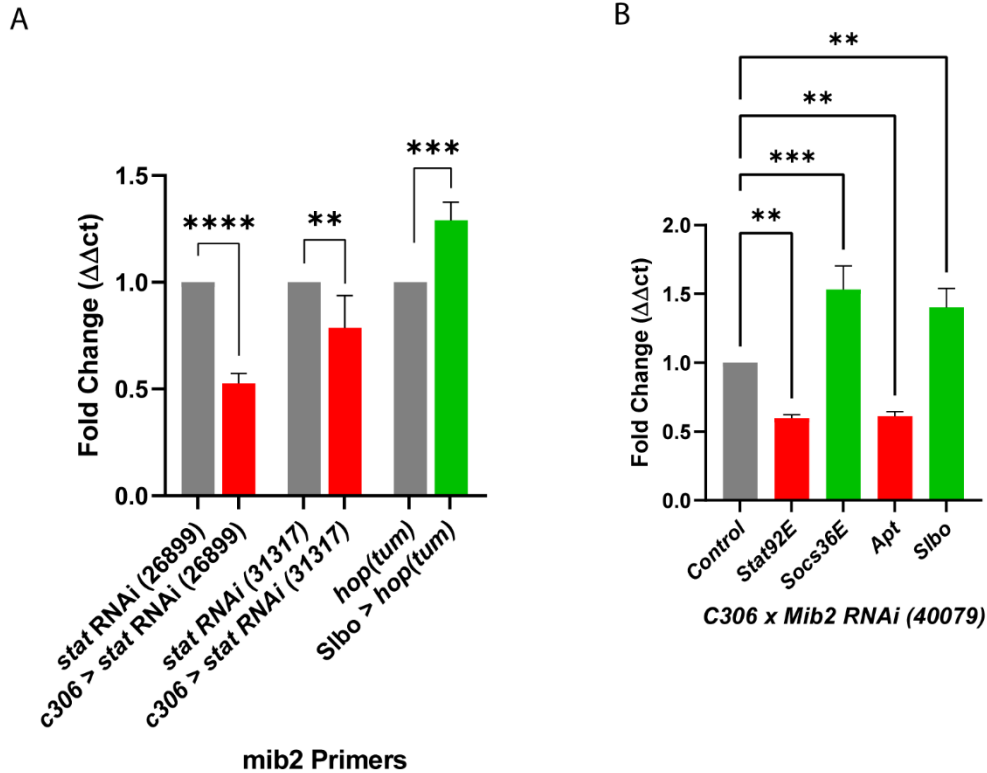 A
B
**
**
***
**
***
**
****
1.5
1.0
0.5
0.0
Fold Change (ΔΔct)
stat RNAi (26899)
c306 > stat RNAi (26899)
stat RNAi (31317)
c306 > stat RNAi (31317)
hop(tum)
Slbo > hop(tum)
mib2 Primers
2.0
1.5
1.0
0.5
0.0
Fold Change (ΔΔct)
Control
Stat92E
Socs36E
Apt
Slbo
C306 x Mib2 RNAi (40079)